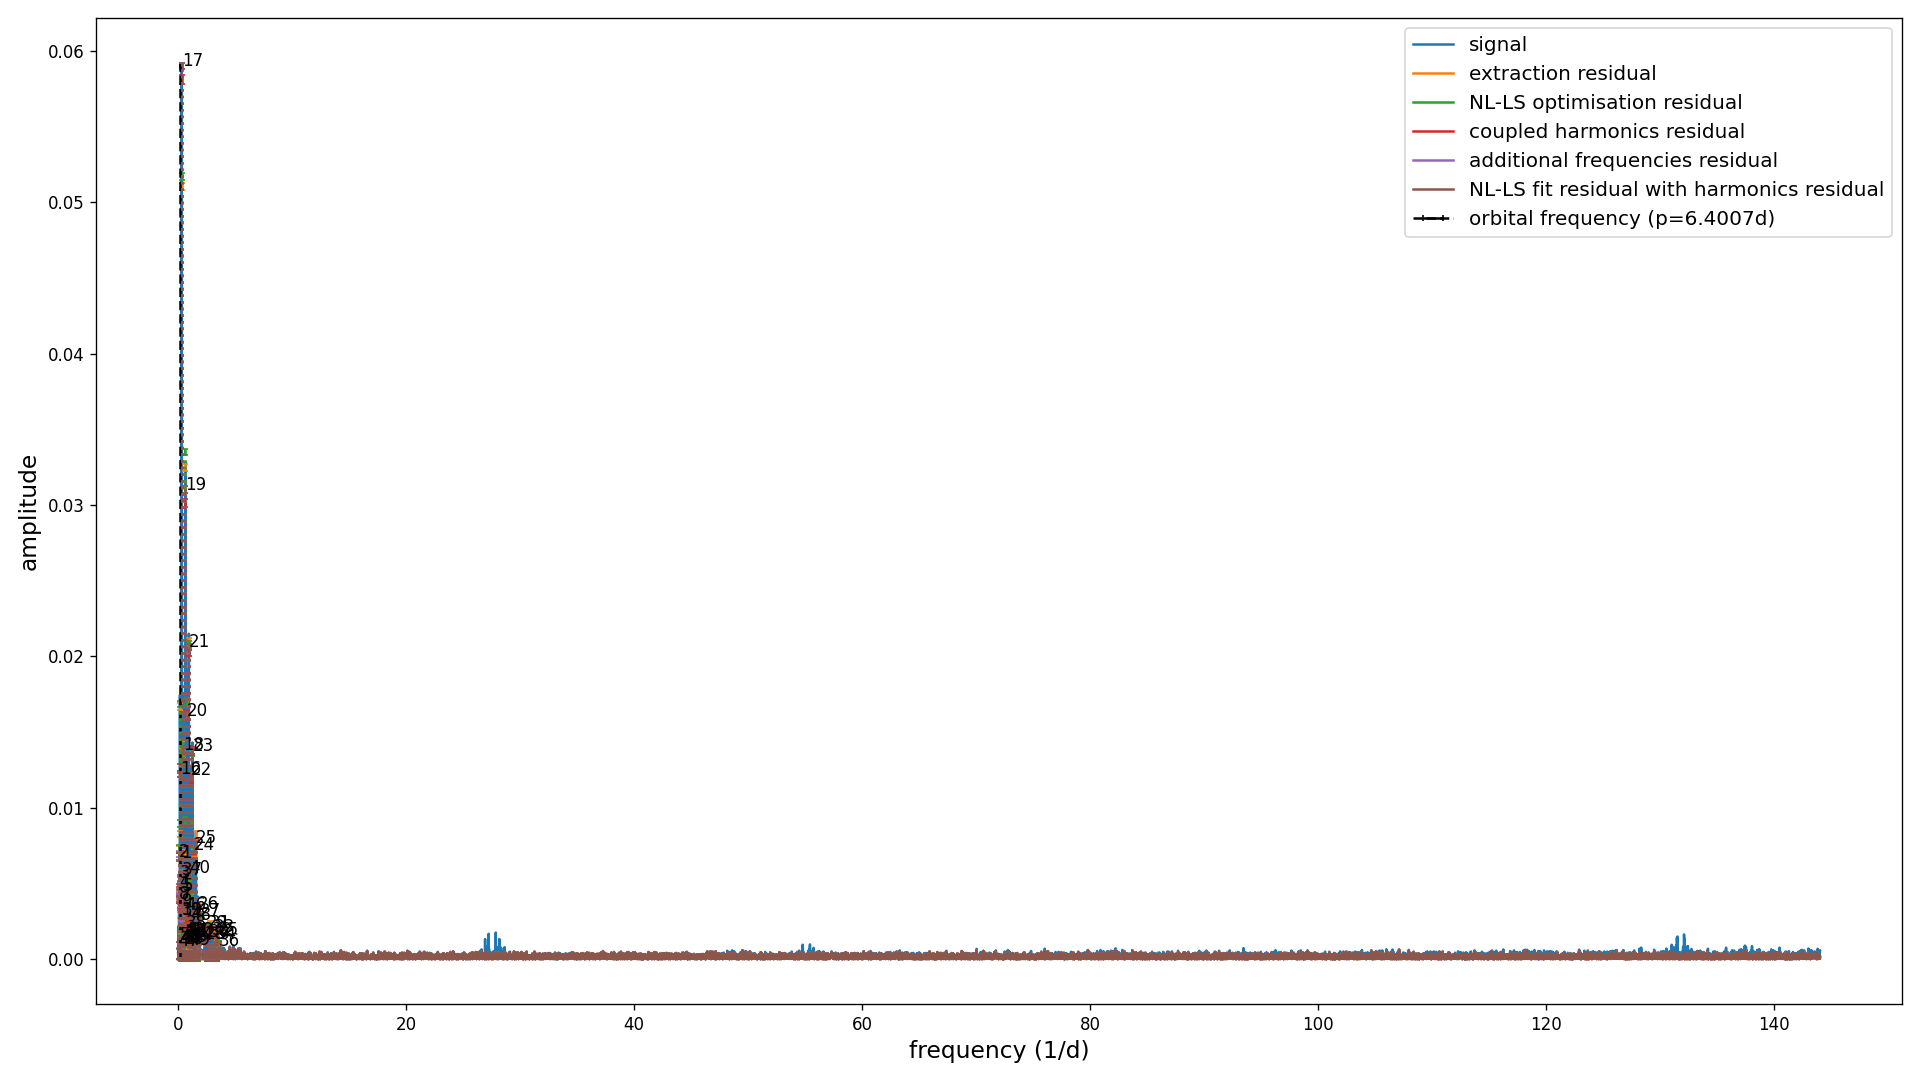 0.06
0.05
0.04
0.03
0.02
0.01
0.00
amplitude
0
20
40
60
80
100
120
140
frequency (1/d)
signal
extraction residual
NL-LS optimisation residual
coupled harmonics residual
additional frequencies residual
NL-LS fit residual with harmonics residual
orbital frequency (p=6.4007d)
17
19
21
20
18
23
16
22
25
24
36